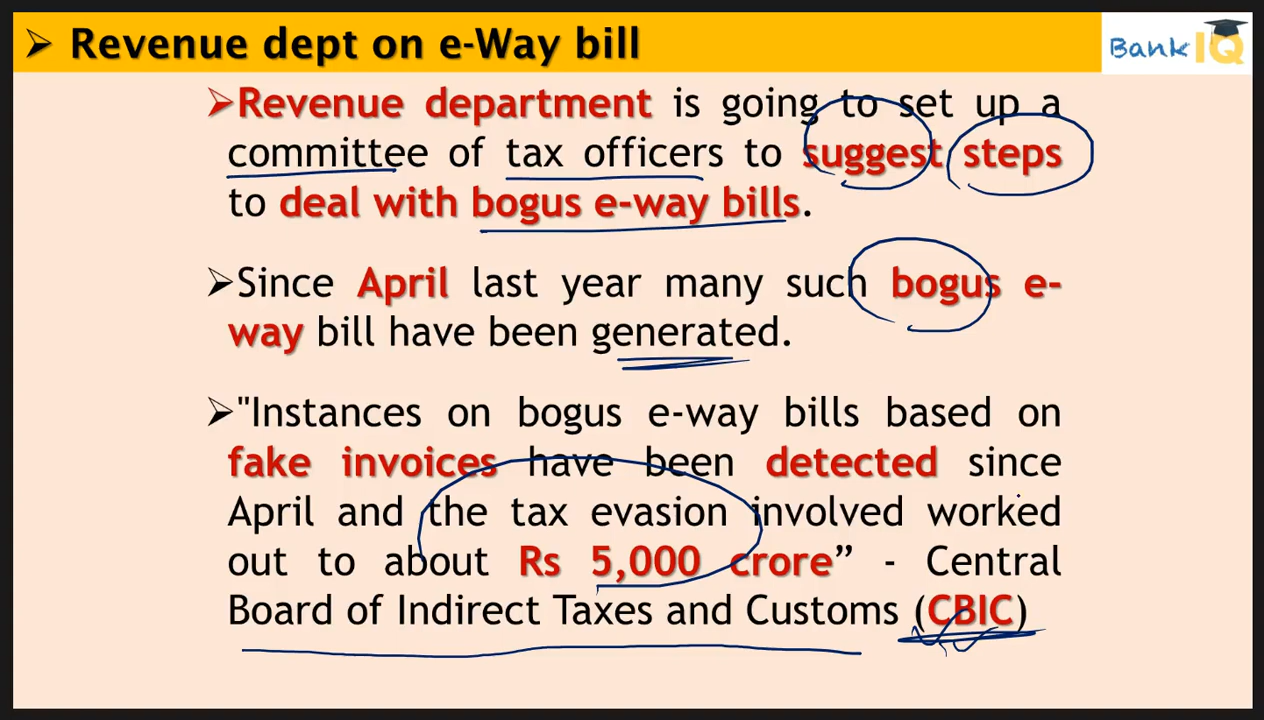 ➢ Revenue dept on e-Way bill
Bank IQ
➢Revenue department is going to set up a
committee of tax officers to suggest steps
to deal with bogus e-way bills.
➢Since April last year many such bogus e-
way bill have been generated.
➢"Instances on bogus e-way bills based on
fake invoices have been detected since
April and the tax evasion involved worked
out to about Rs 5,000 crore” - Central
Board of Indirect Taxes and Customs (CBIC)